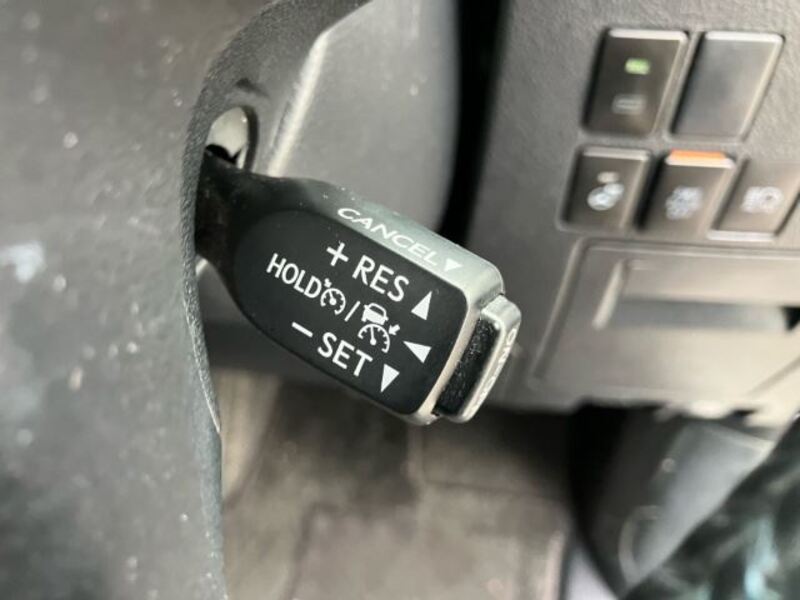 CANCEL
+ RES
HOLD /
- SET